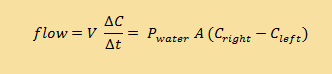 flow = V ΔC/Δt = P_water A (C_right − C_left)